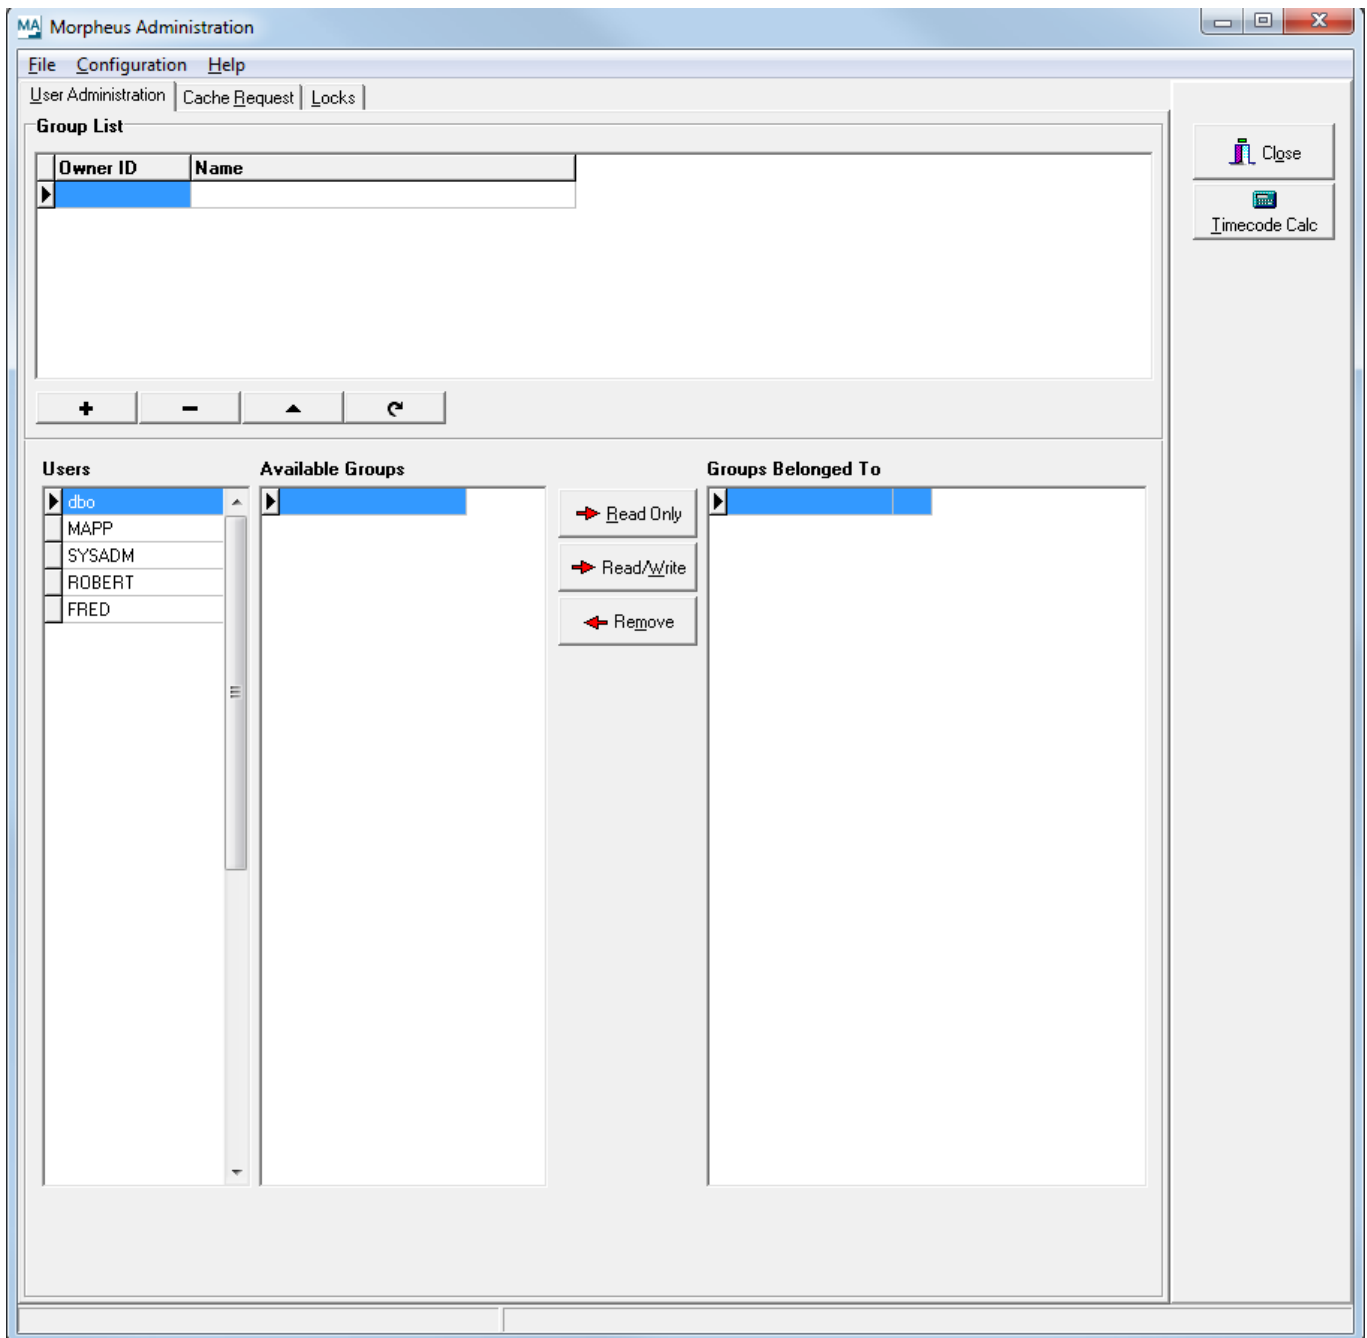 MA Morpheus Administration
File Configuration Help
User Administration Cache Request Locks
Group List
Owner ID Name
Close
Timecode Calc
Users
Available Groups
Groups Belonged To
dbo
MAPP
SYSADM
ROBERT
FRED
Read Only
Read/Write
Remove